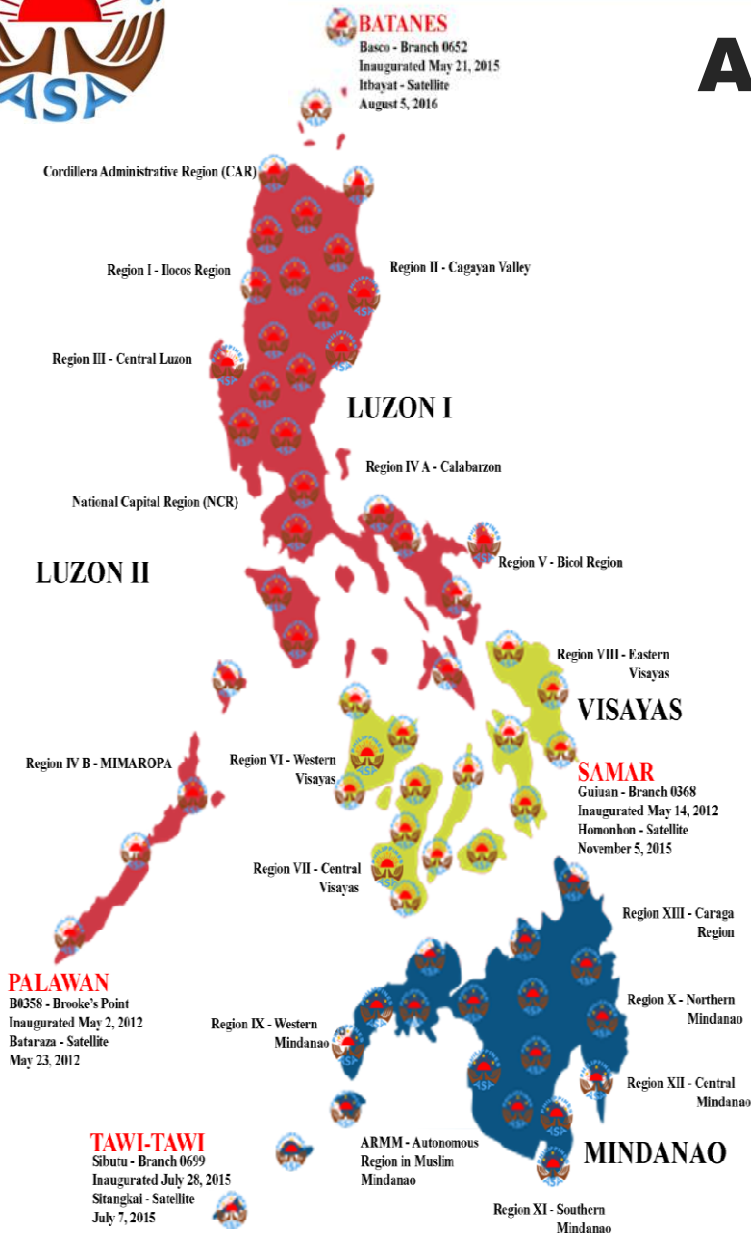 A
ASA
BATANES
Basco - Branch 0652
Inaugurated May 21, 2015
Itbayat - Satellite
August 5, 2016
Cordillera Administrative Region (CAR)
Region I - Ilocos Region
Region II - Cagayan Valley
Region III - Central Luzon
LUZON I
Region IV A - Calabarzon
National Capital Region (NCR)
Region V - Bicol Region
LUZON II
Region VIII - Eastern
Visayas
VISAYAS
Region IV B - MIMAROPA
Region VI - Western
Visayas
SAMAR
Guiuan - Branch 0368
Inaugurated May 14, 2012
Homonhon - Satellite
November 5, 2015
Region VII - Central
Visayas
Region XIII - Caraga
Region
PALAWAN
B0358 - Brooke's Point
Inaugurated May 2, 2012
Bataraza - Satellite
May 23, 2012
Region IX - Western
Mindanao
Region X - Northern
Mindanao
Region XII - Central
Mindanao
TAWI-TAWI
Sibutu - Branch 0699
Inaugurated July 28, 2015
Sitangkai - Satellite
July 7, 2015
ARMM - Autonomous
Region in Muslim
Mindanao
MINDANAO
Region XI - Southern
Mindanao